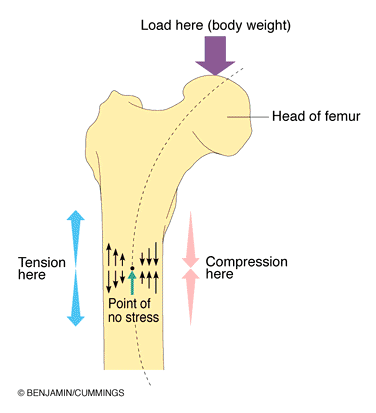 Load here (body weight)
Head of femur
Tension
here
Compression
here
Point of
no stress
© BENJAMIN/CUMMINGS